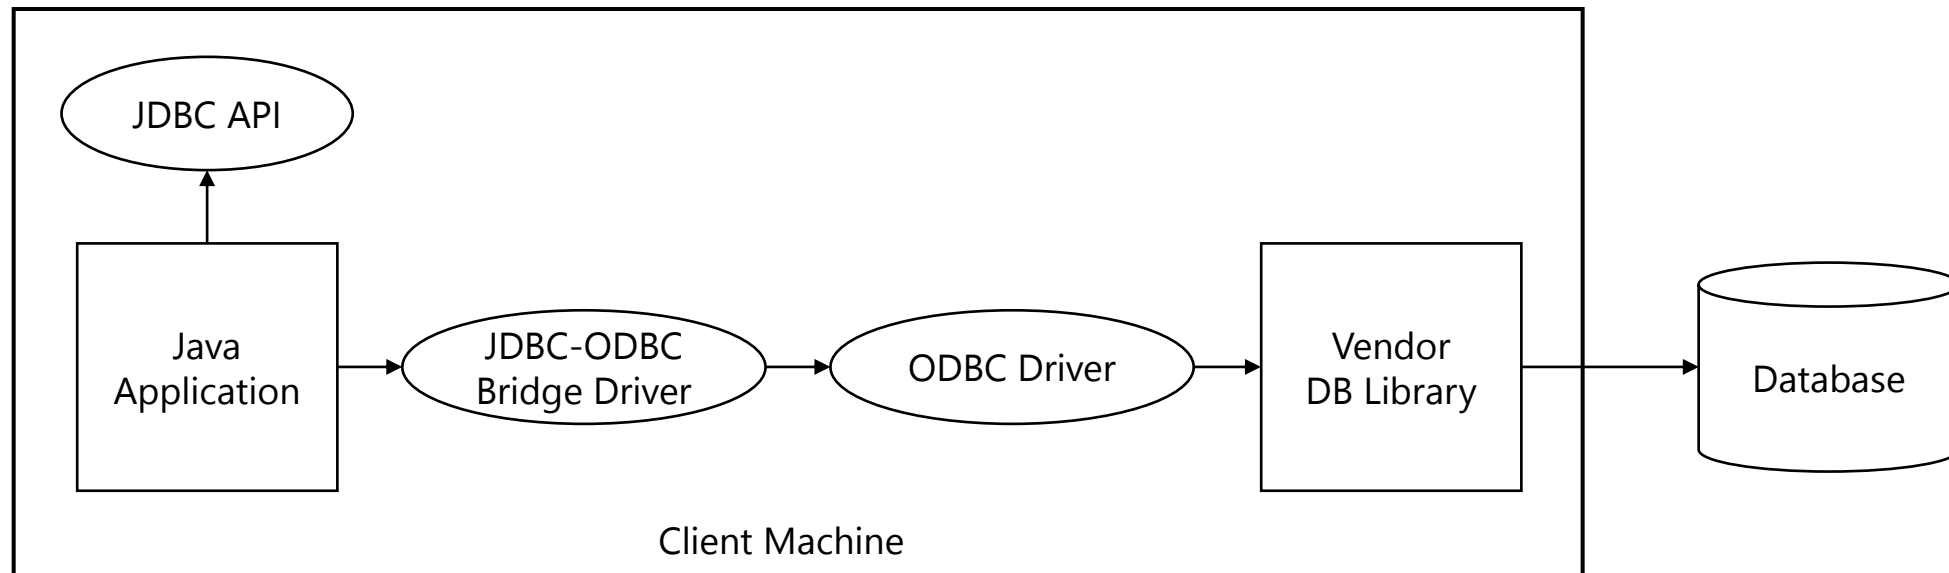 JDBC API
Java
Application
JDBC-ODBC
Bridge Driver
ODBC Driver
Vendor
DB Library
Database
Client Machine